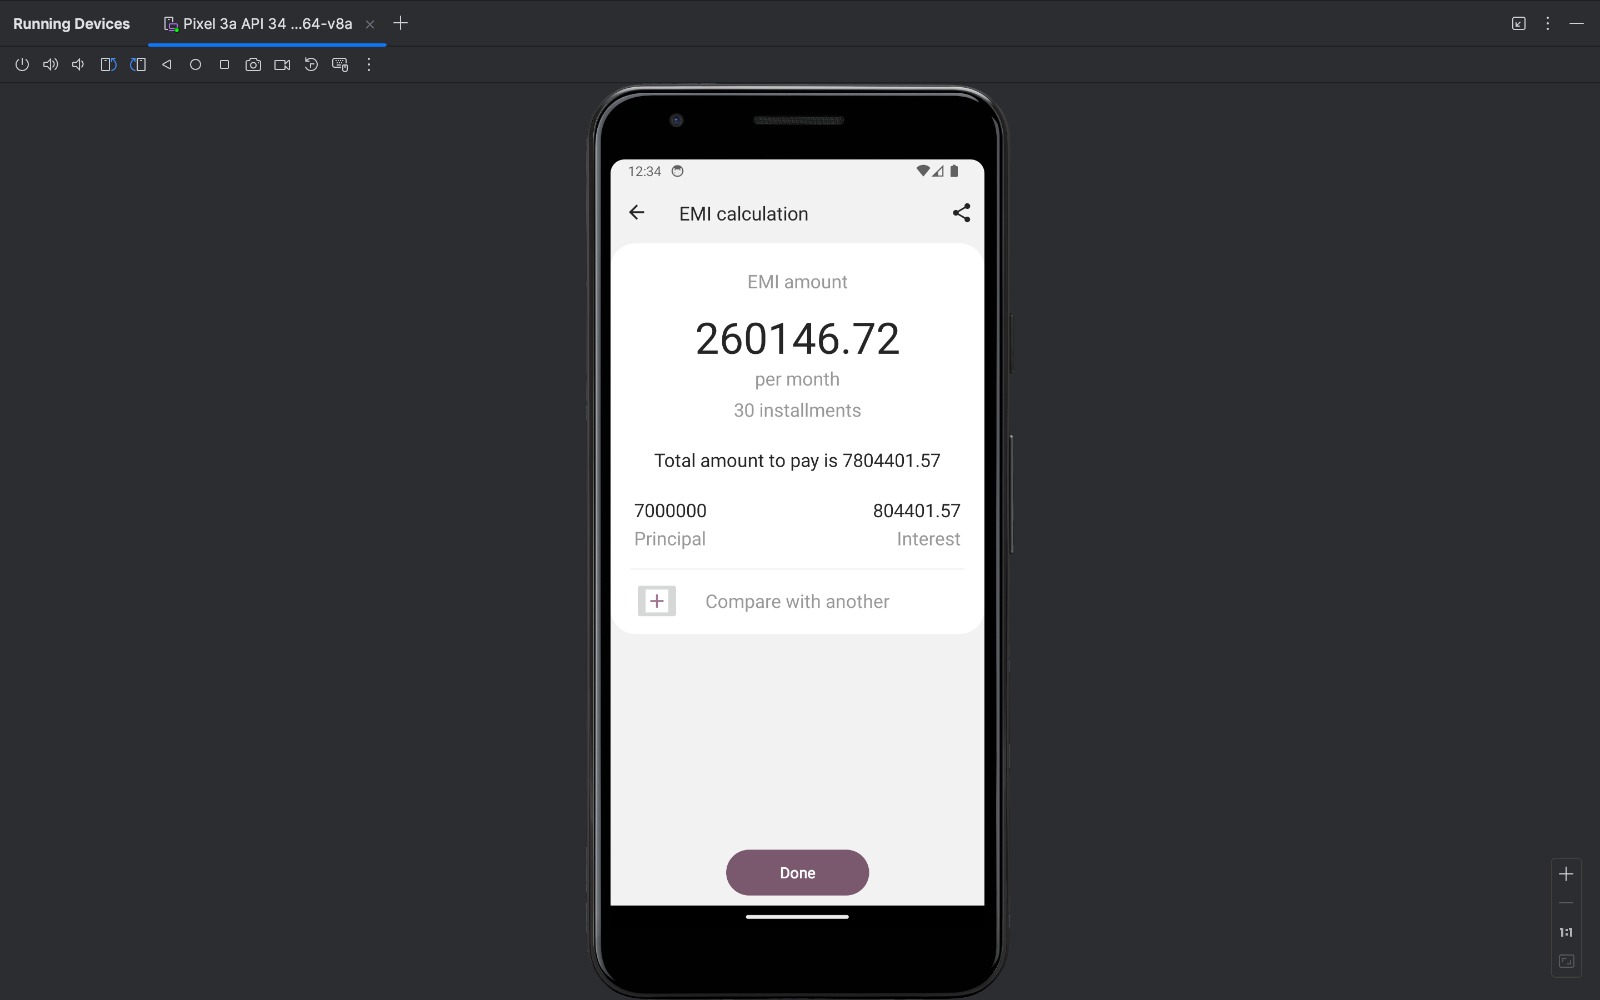 Running Devices
Pixel 3a API 34 ...64-v8a
12:34
EMI calculation
EMI amount
260146.72
per month
30 installments
Total amount to pay is 7804401.57
7000000
804401.57
Principal
Interest
Compare with another
Done
1:1